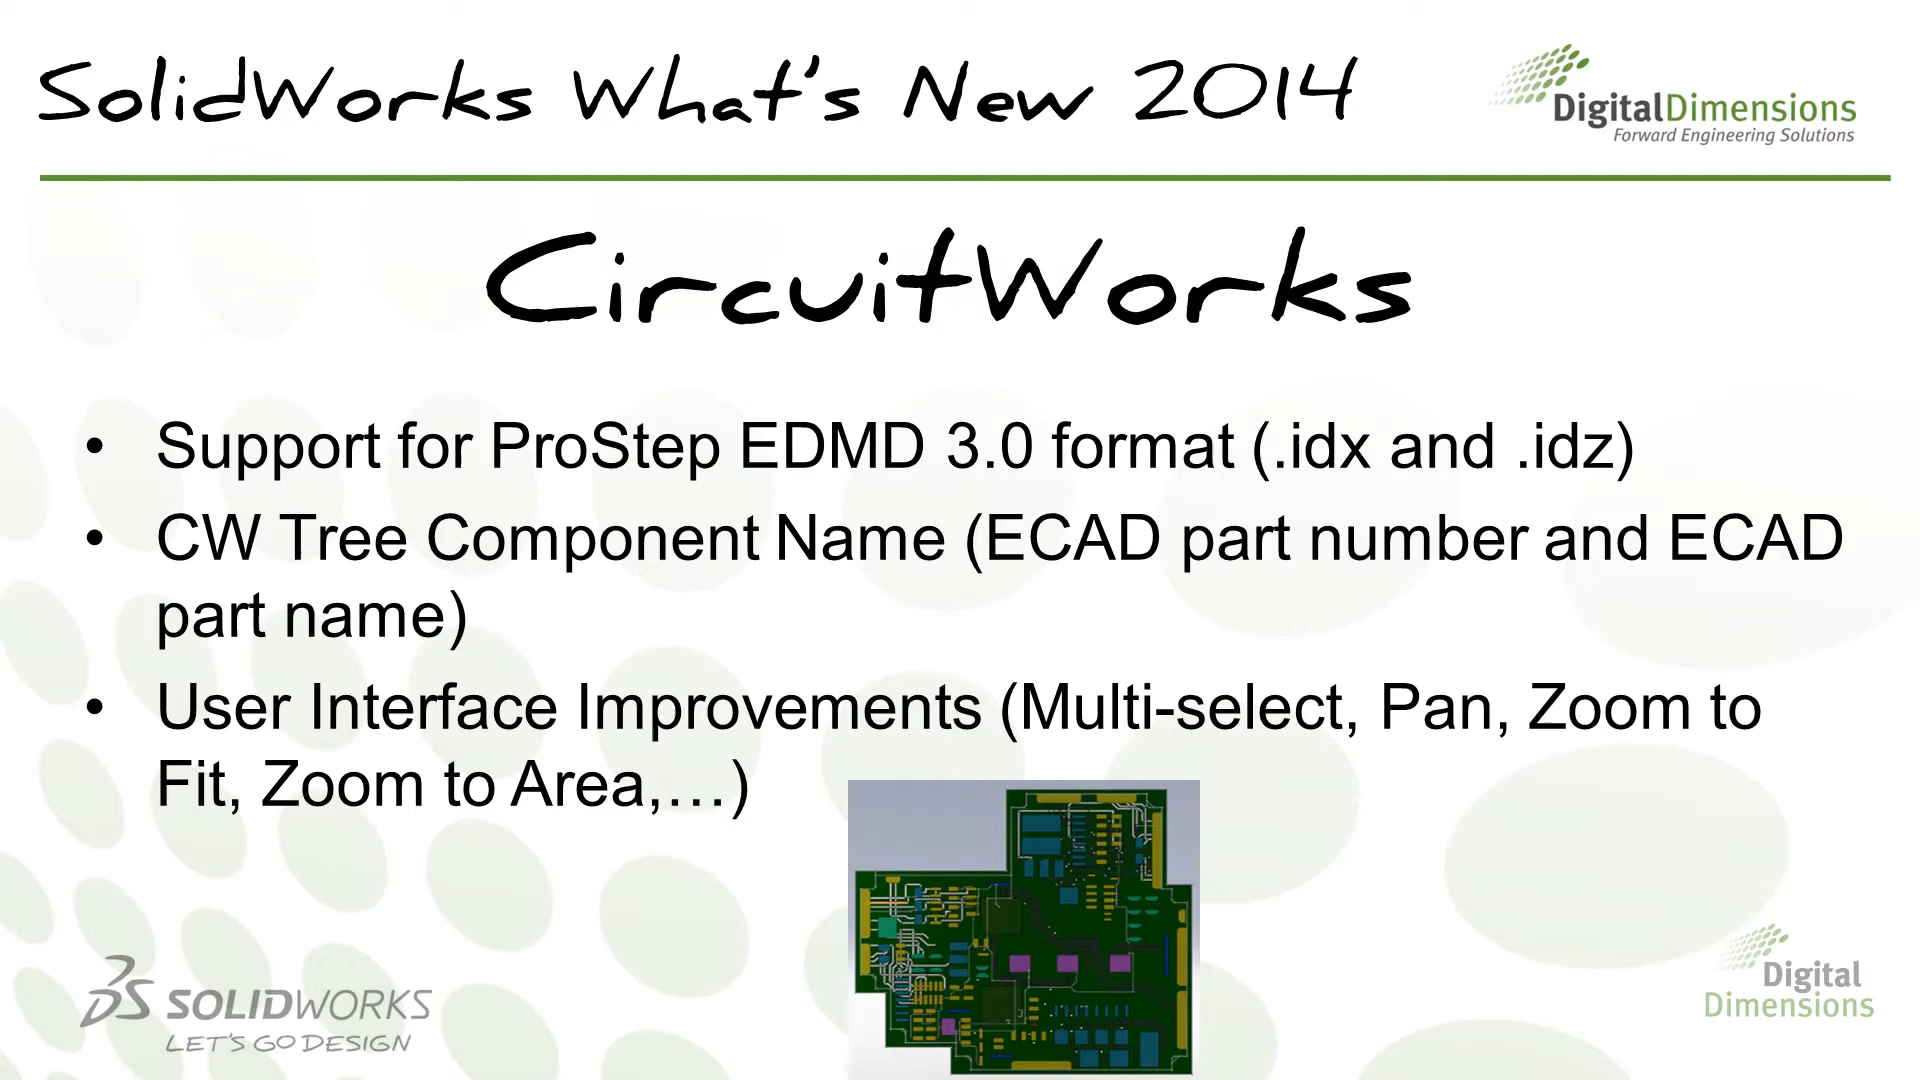 SolidWorks What's New 2014
DigitalDimensions
Forward Engineering Solutions
CircuitWorks
• Support for ProStep EDMD 3.0 format (.idx and .idz)
• CW Tree Component Name (ECAD part number and ECAD
part name)
• User Interface Improvements (Multi-select, Pan, Zoom to
Fit, Zoom to Area,…)
SOLIDWORKS
LET'S GO DESIGN
Digital
Dimensions